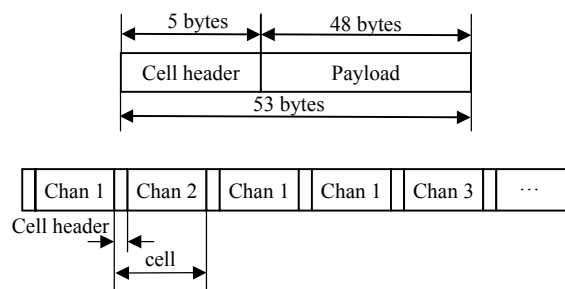 5 bytes 48 bytes
Cell header Payload
53 bytes
Chan 1 Chan 2 Chan 1 Chan 1 Chan 3 ...
Cell header
cell